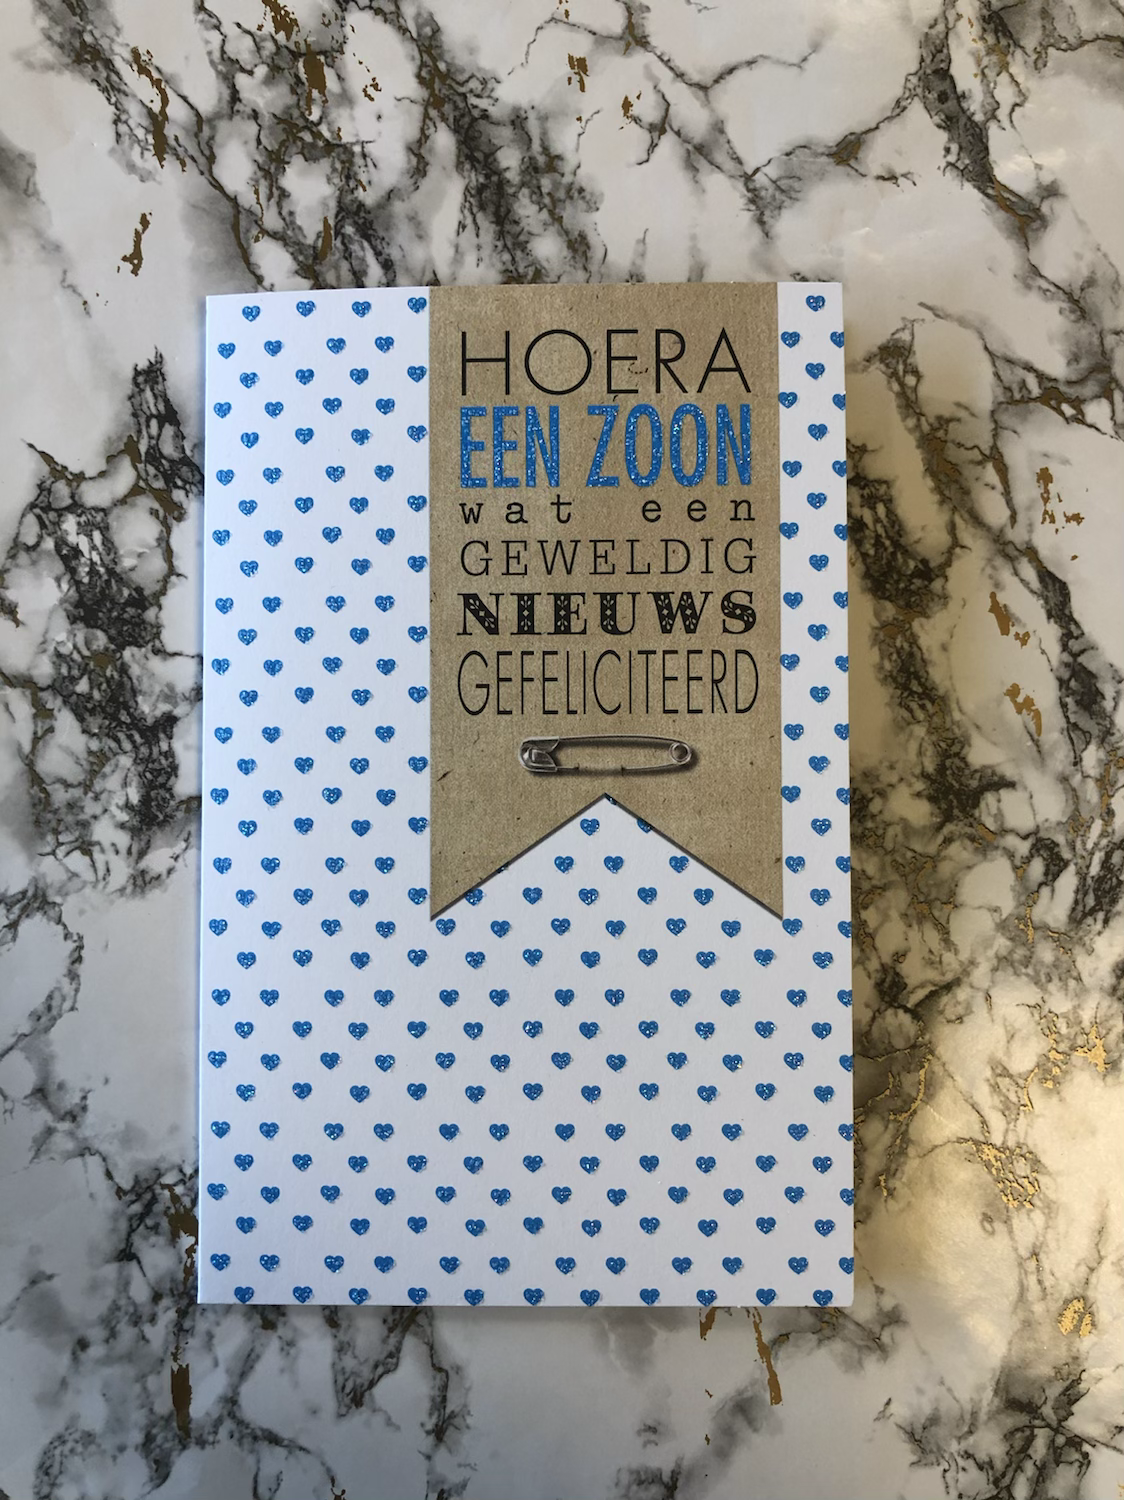 HOERA
EEN ZOON
wat een
GEWELDIG
NIEUWS
GEFELICITEERD